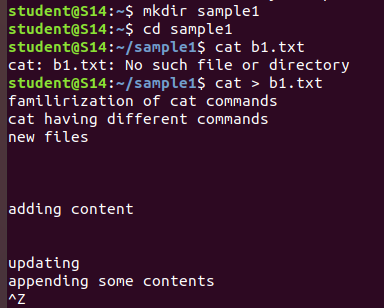 student@S14:~$ mkdir sample1
student@S14:~$ cd sample1
student@S14:~/sample1$ cat b1.txt
cat: b1.txt: No such file or directory
student@S14:~/sample1$ cat > b1.txt
familirization of cat commands
cat having different commands
new files
adding content
updating
appending some contents
^Z